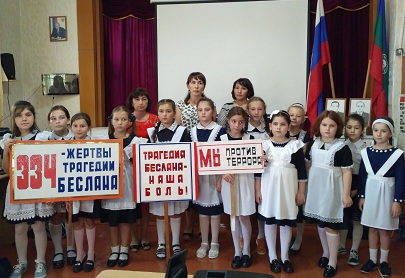 334 -ЖЕРТВЫ
ТРАГЕДИИ
БЕСЛАНА
ТРАГЕДИЯ
БЕСЛАНА-
НАША
БОЛЬ!
МЫ ПРОТИВ
ТЕРРОРА